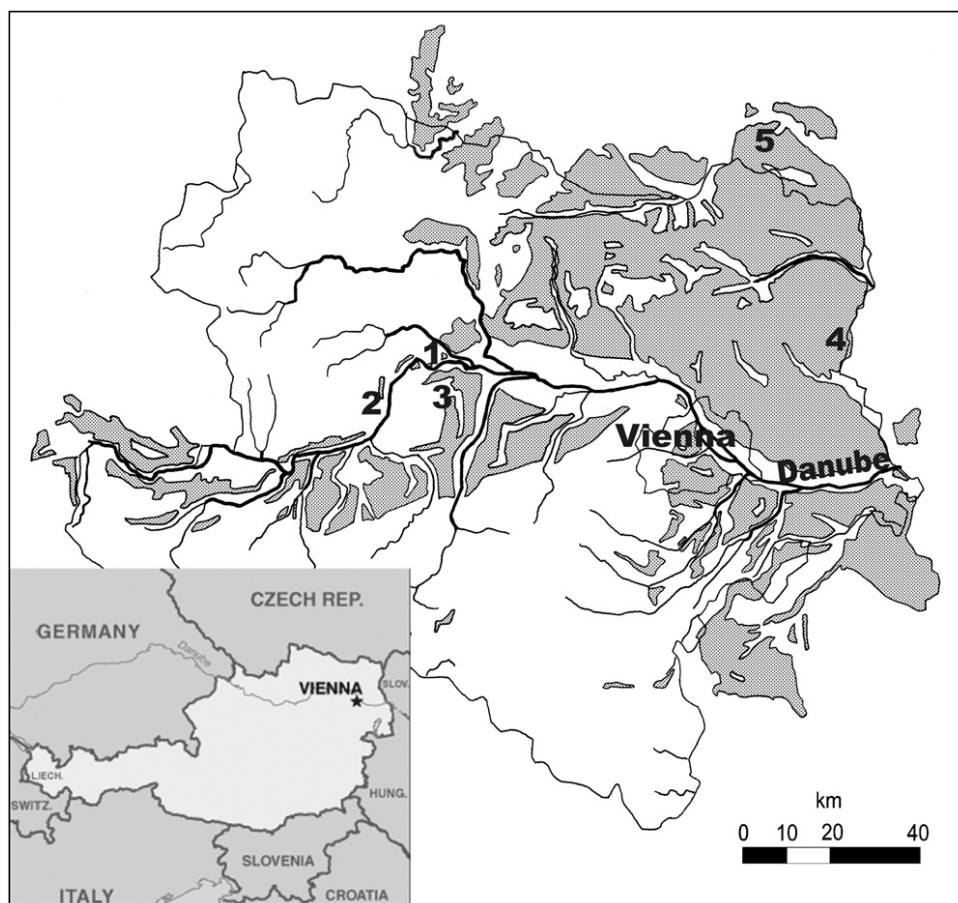 5
4
1
2
3
Vienna
Danube
CZECH REP.
GERMANY
Danube
VIENNA
SLOV.
LIECH.
SWITZ.
HUNG.
SLOVENIA
ITALY
CROATIA
km
0 10 20 40